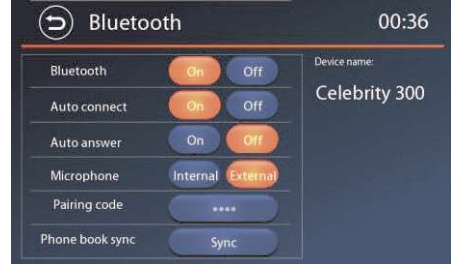 Bluetooth 00:36
Device name:
Celebrity 300
Bluetooth On Off
Auto connect On Off
Auto answer On Off
Microphone Internal External
Pairing code ****
Phone book sync Sync